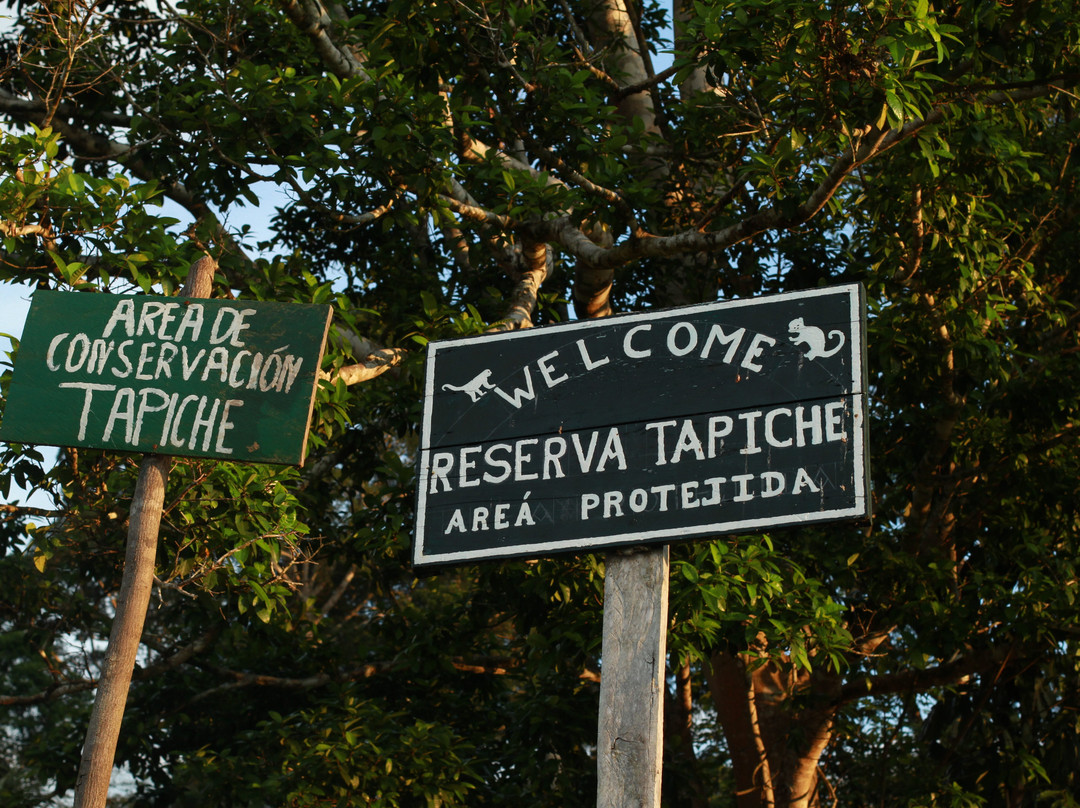 AREA DE
CONSERVACIÓN
TAPICHE
WELCOME
RESERVA TAPICHE
AREÁ PROTEJIDA